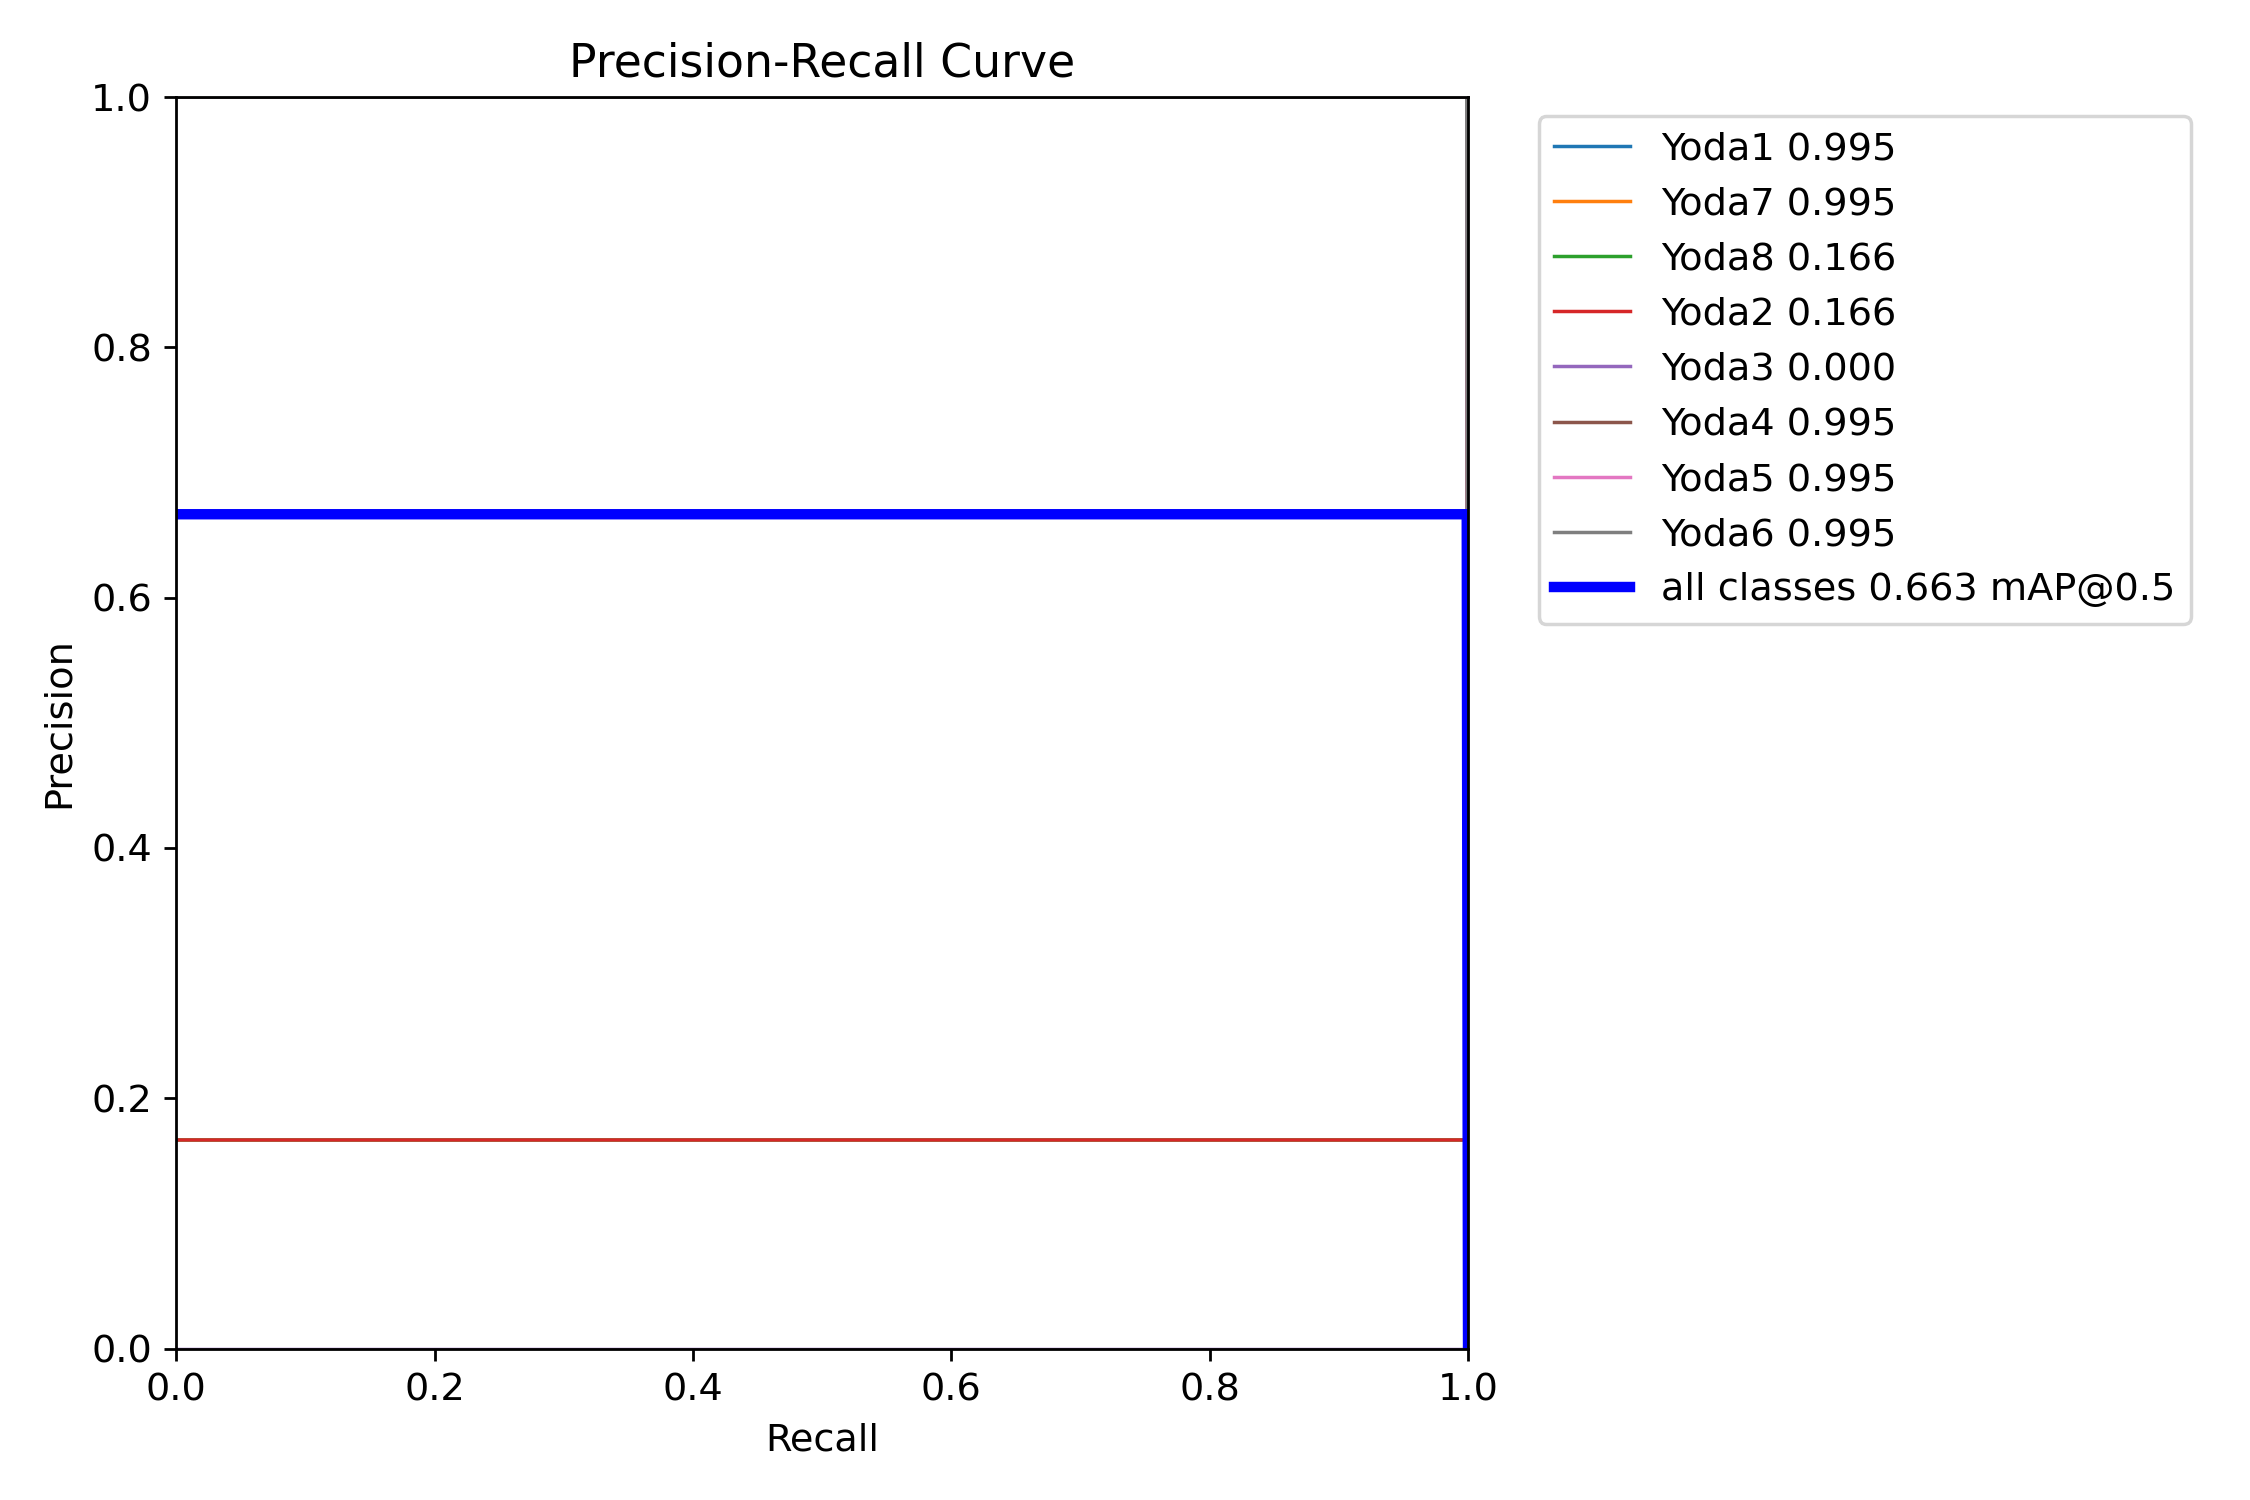 Precision-Recall Curve
1.0
0.8
0.6
0.4
0.2
0.0
Precision
0.0 0.2 0.4 0.6 0.8 1.0
Recall
Yoda1 0.995
Yoda7 0.995
Yoda8 0.166
Yoda2 0.166
Yoda3 0.000
Yoda4 0.995
Yoda5 0.995
Yoda6 0.995
all classes 0.663 mAP@0.5